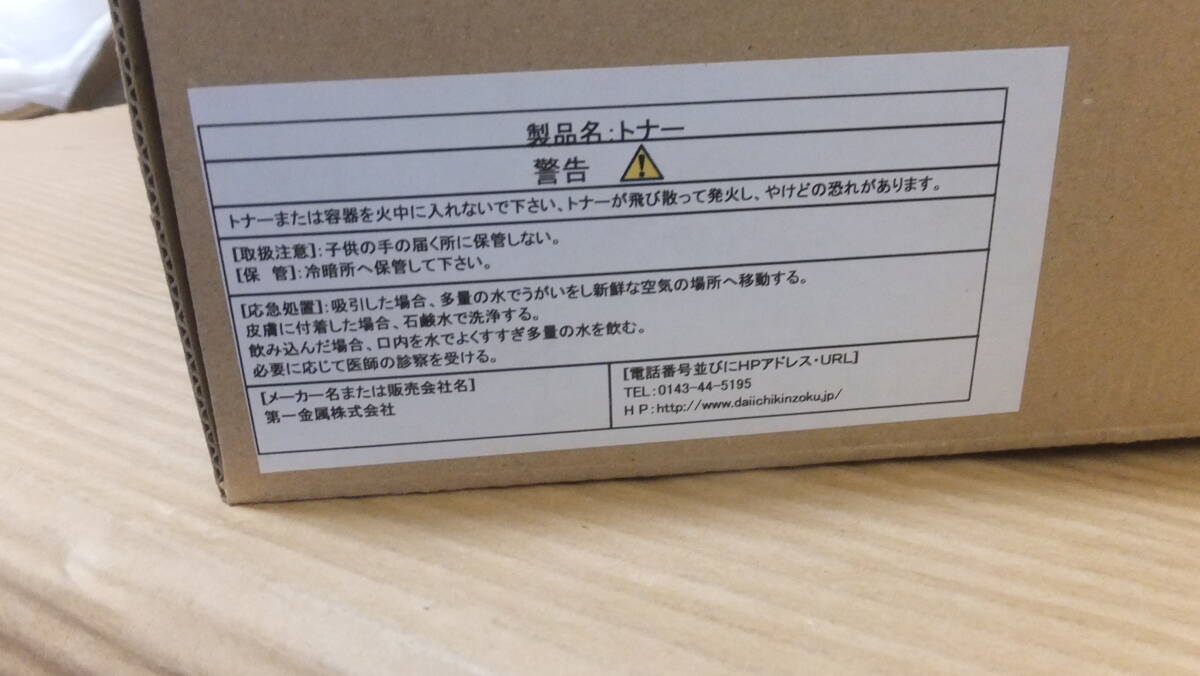 製品名:トナー
警告
トナーまたは容器を火中に入れないで下さい、トナーが飛び散って発火し、やけどの恐れがあります。
[取扱注意]:子供の手の届く所に保管しない。
[保 管]:冷暗所へ保管して下さい。
[応急処置]:吸引した場合、多量の水でうがいをし新鮮な空気の場所へ移動する。
皮膚に付着した場合、石鹸水で洗浄する。
飲み込んだ場合、口内を水でよくすすぎ多量の水を飲む。
必要に応じて医師の診察を受ける。
[メーカー名または販売会社名]
第一金属株式会社
[電話番号並びにHPアドレス・URL]
TEL:0143-44-5195
HP:http://www.daiichikinzoku.jp/